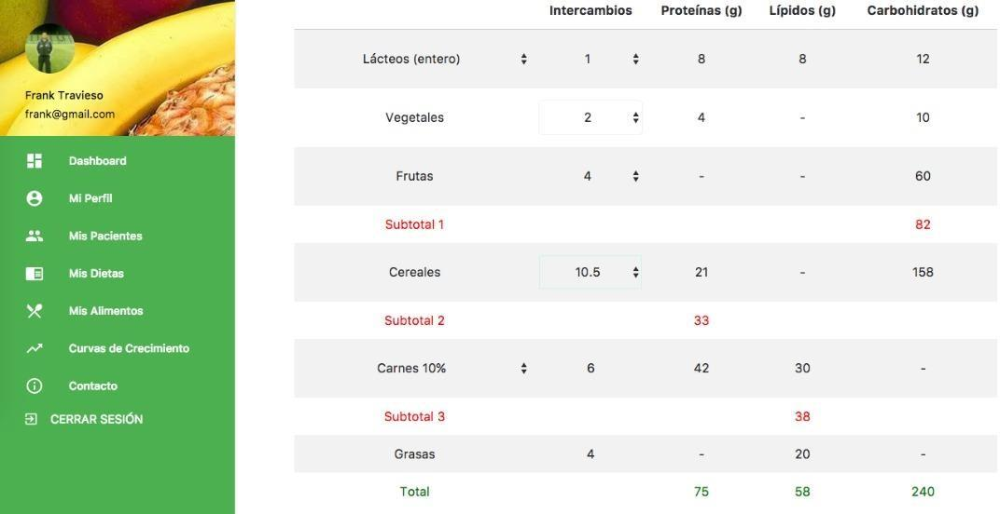 Frank Travieso
frank@gmail.com
Dashboard
Mi Perfil
Mis Pacientes
Mis Dietas
Mis Alimentos
Curvas de Crecimiento
Contacto
CERRAR SESIÓN
Intercambios Proteínas (g) Lípidos (g) Carbohidratos (g)
Lácteos (entero) 1 8 8 12
Vegetales 2 4 - 10
Frutas 4 - - 60
Subtotal 1 82
Cereales 10.5 21 - 158
Subtotal 2 33
Carnes 10% 6 42 30 -
Subtotal 3 38
Grasas 4 - 20 -
Total 75 58 240